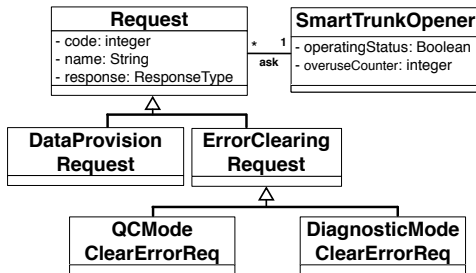 Request
- code: integer
- name: String
- response: ResponseType
* 1
ask
SmartTrunkOpener
- operatingStatus: Boolean
- overuseCounter: integer
DataProvision
Request
ErrorClearing
Request
QCMode
ClearErrorReq
DiagnosticMode
ClearErrorReq